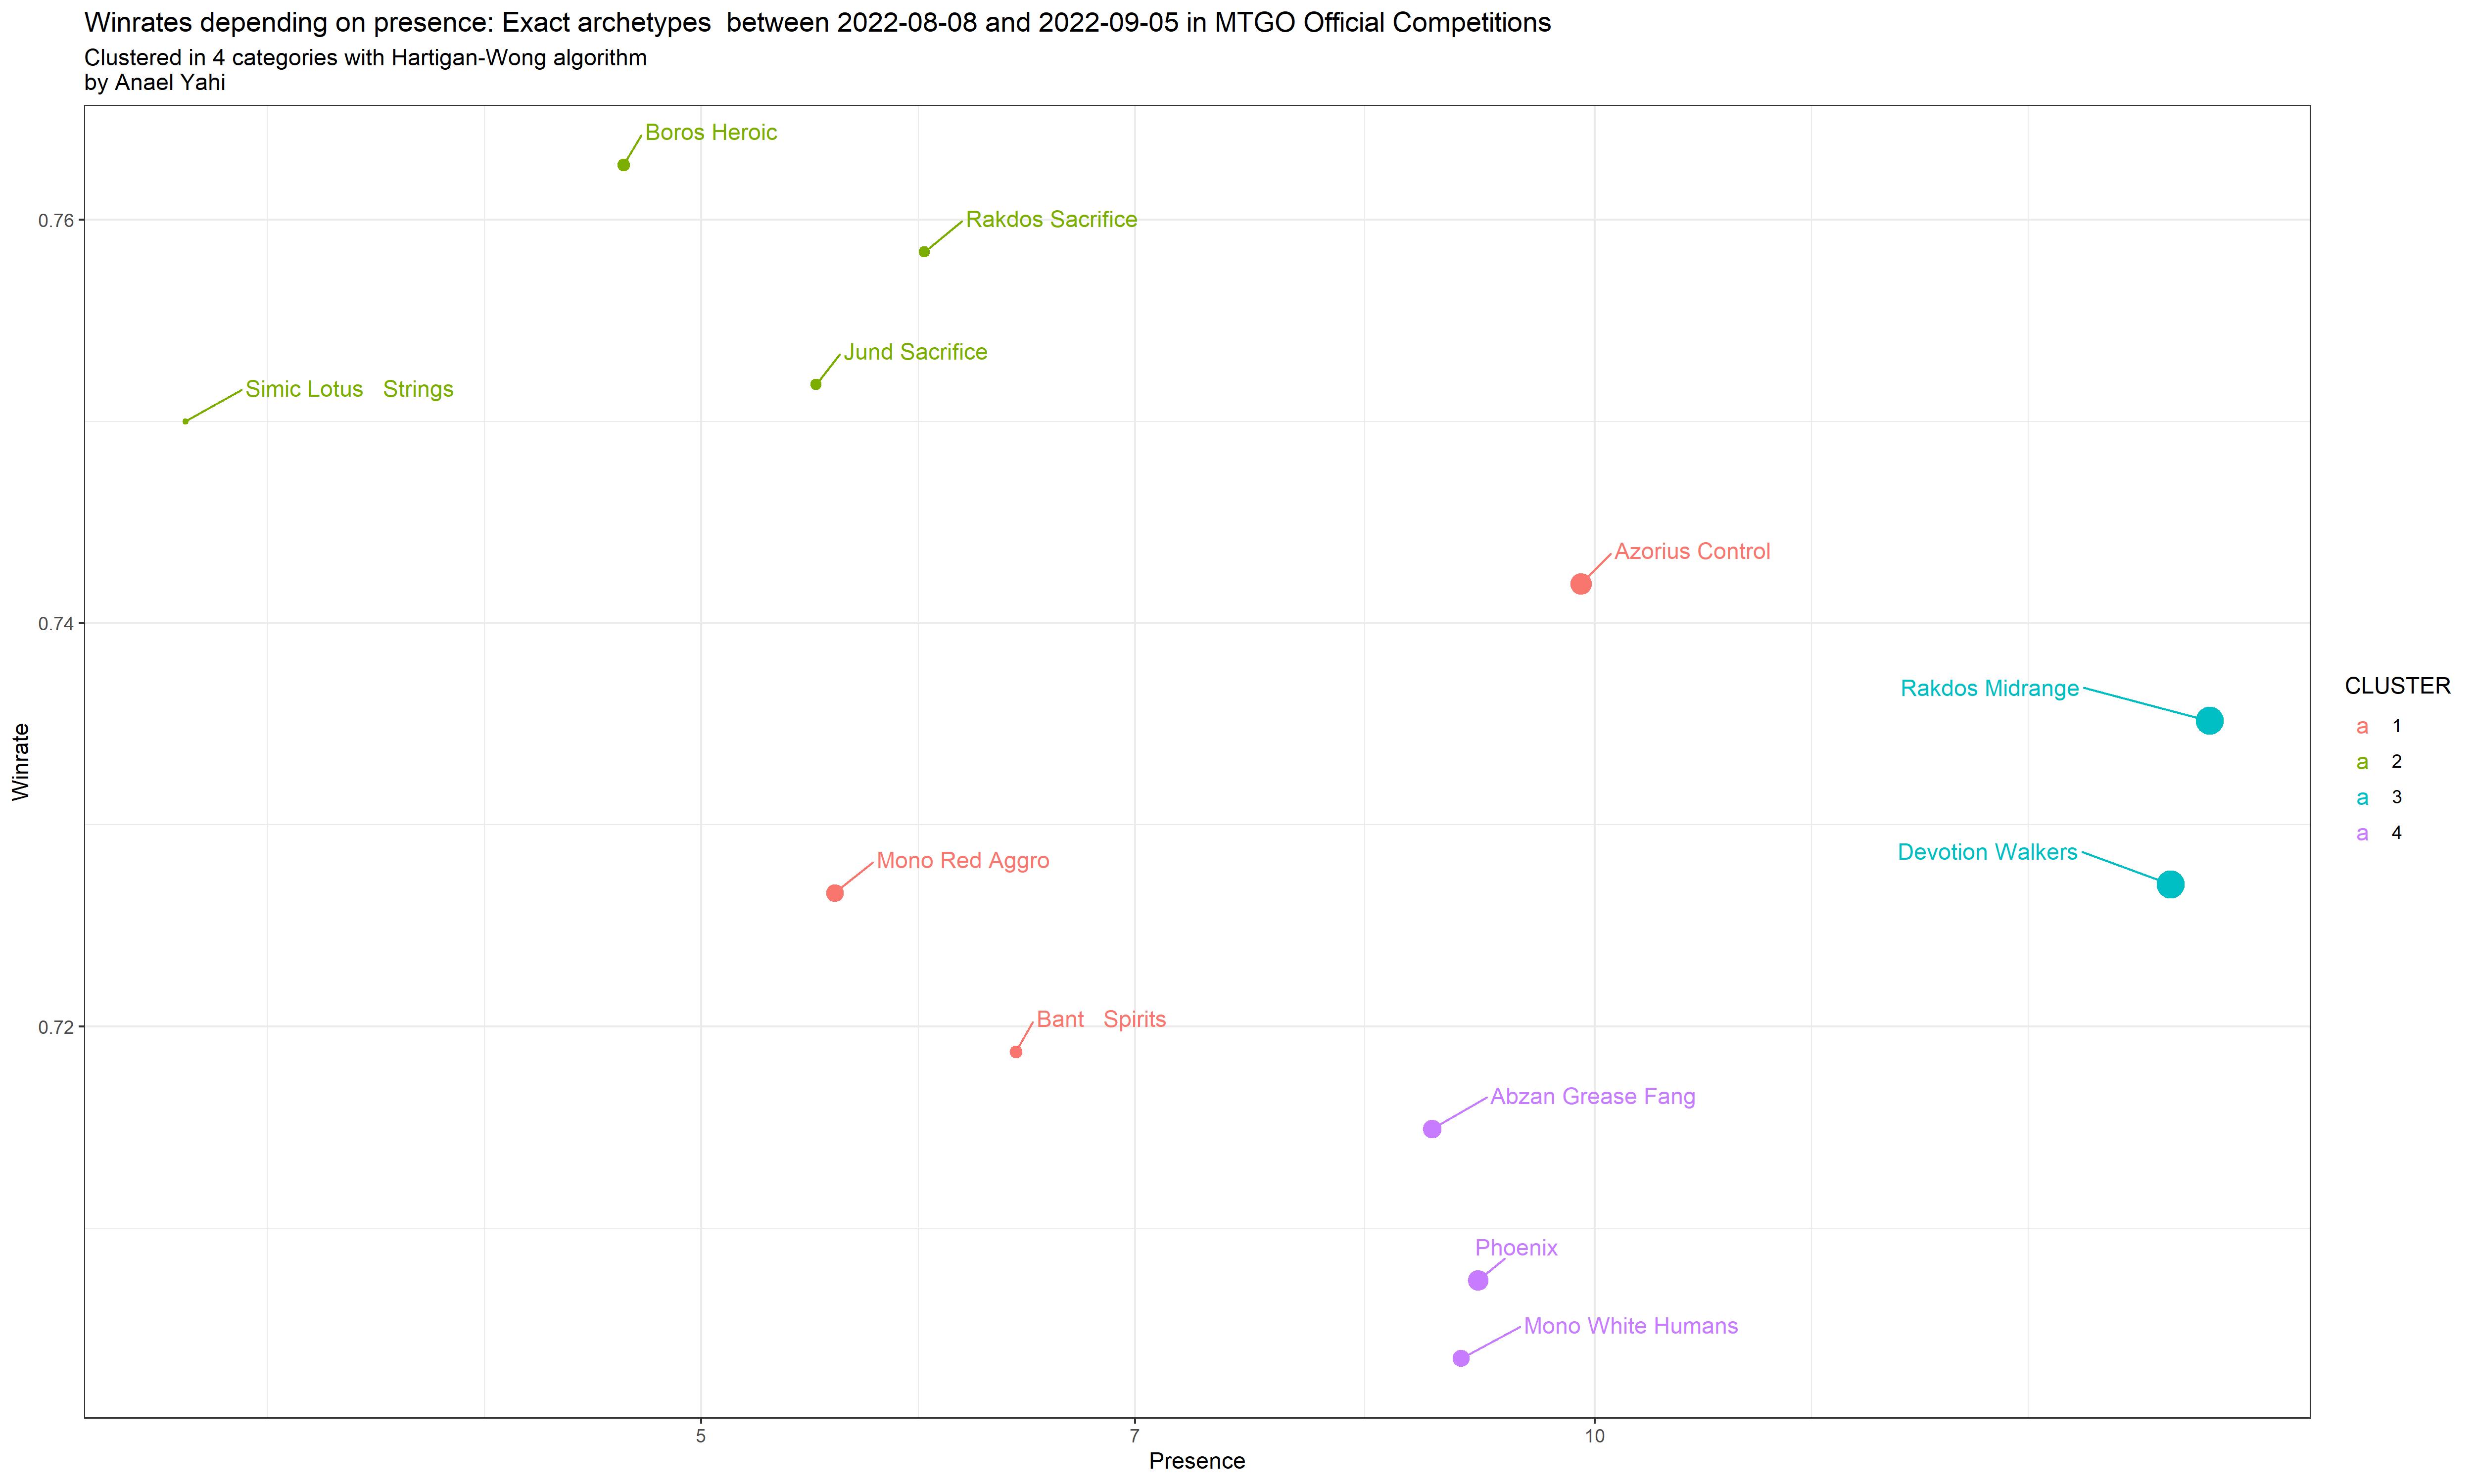 Winrates depending on presence: Exact archetypes  between 2022-08-08 and 2022-09-05 in MTGO Official Competitions
Clustered in 4 categories with Hartigan-Wong algorithm
by Anael Yahi
Boros Heroic
0.76
Rakdos Sacrifice
Jund Sacrifice
Simic Lotus   Strings
Azorius Control
0.74
Rakdos Midrange
Devotion Walkers
Mono Red Aggro
Winrate
0.72
Bant   Spirits
Abzan Grease Fang
Phoenix
Mono White Humans
5
7
10
Presence
CLUSTER
a 1
a 2
a 3
a 4